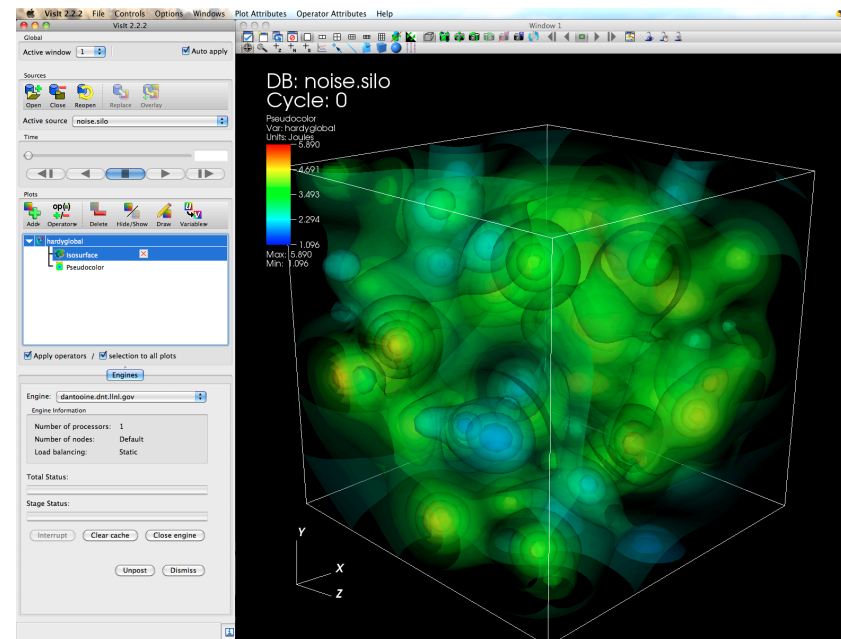 VisIt 2.2.2 File Controls Options Windows Plot Attributes Operator Attributes Help
VisIt 2.2.2
Window 1
Global
Active window 1
Auto apply
Sources
Open Close Reopen Replace Overlay
Active source noise.silo
Time
Plots
op(x)
Add Operators Delete Hide/Show Draw Variables
hardyglobal
Isosurface
Pseudocolor
Apply operators / selection to all plots
Engines
Engine: dantooine.dnt.llnl.gov
Engine Information
Number of processors: 1
Number of nodes: Default
Load balancing: Static
Total Status:
Stage Status:
Interrupt Clear cache Close engine
Unpost Dismiss
DB: noise.silo
Cycle: 0
Pseudocolor
Var: hardyglobal
Units: Joules
5.890
4.691
3.493
2.294
1.096
Max: 5.890
Min: 1.096
Y
X
Z